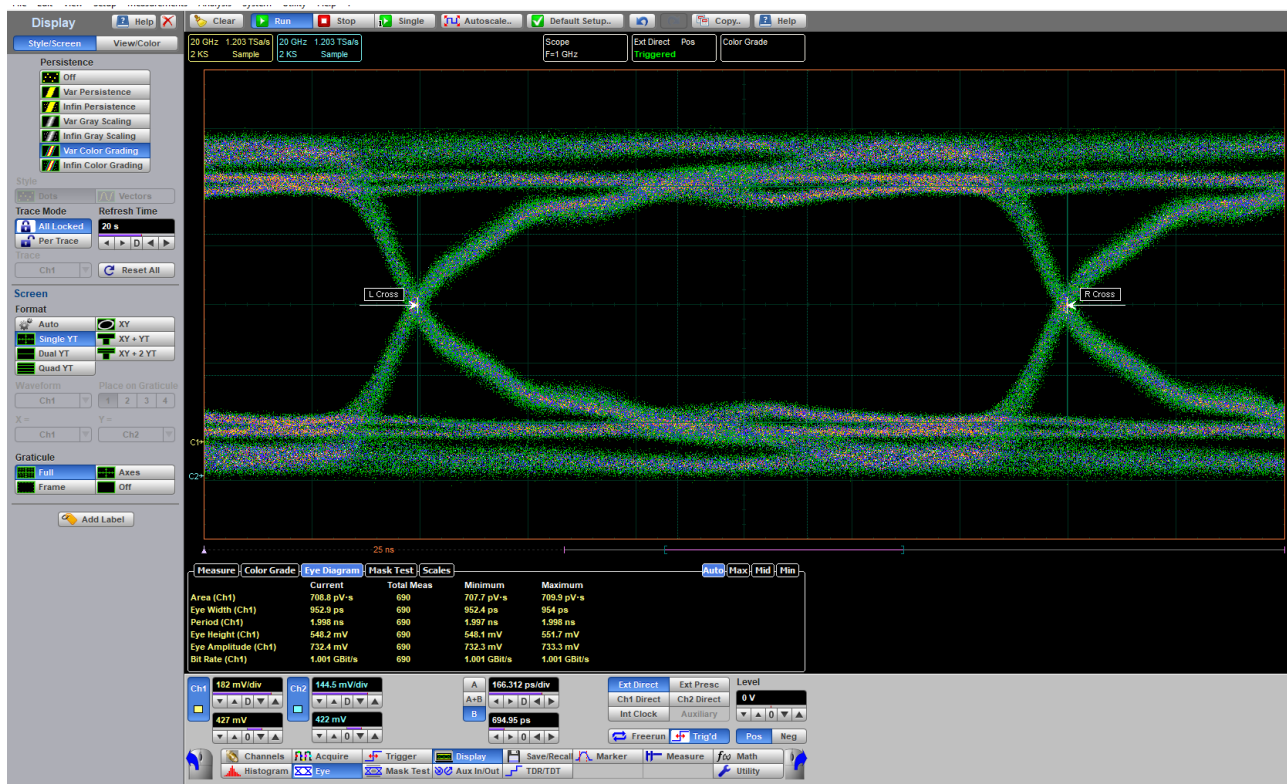 Display
Help
Clear
Run
Stop
Single
Autoscale..
Default Setup..
Copy..
Help
Style/Screen
View/Color
20 GHz 1.203 TSa/s
2 KS Sample
20 GHz 1.203 TSa/s
2 KS Sample
Scope
F=1 GHz
Ext Direct Pos
Triggered
Color Grade
Persistence
Off
Var Persistence
Infin Persistence
Var Gray Scaling
Infin Gray Scaling
Var Color Grading
Infin Color Grading
Style
Dots
Vectors
Trace Mode
Refresh Time
All Locked
20 s
Per Trace
D
Trace
Ch1
Reset All
Screen
Format
Auto
XY
Single YT
XY + YT
Dual YT
XY + 2 YT
Quad YT
Waveform
Place on Graticule
Ch1
1 2 3 4
X =
Y =
Ch1
Ch2
Graticule
Full
Axes
Frame
Off
Add Label
L Cross
R Cross
C1
C2
25 ns
Measure
Color Grade
Eye Diagram
Mask Test
Scales
Auto
Max
Mid
Min
Current Total Meas Minimum Maximum
Area (Ch1) 708.8 pV·s 690 707.7 pV·s 709.9 pV·s
Eye Width (Ch1) 952.9 ps 690 952.4 ps 954 ps
Period (Ch1) 1.998 ns 690 1.997 ns 1.998 ns
Eye Height (Ch1) 548.2 mV 690 548.1 mV 551.7 mV
Eye Amplitude (Ch1) 732.4 mV 690 732.3 mV 733.3 mV
Bit Rate (Ch1) 1.001 GBit/s 690 1.001 GBit/s 1.001 GBit/s
Ch1
182 mV/div
D
427 mV
0
Ch2
144.5 mV/div
D
422 mV
0
A
A+B
B
166.312 ps/div
D
694.95 ps
0
Ext Direct
Ext Presc
Ch1 Direct
Ch2 Direct
Int Clock
Auxiliary
Freerun
Trig'd
Level
0 V
0
Pos
Neg
Channels
Acquire
Trigger
Display
Save/Recall
Marker
Measure
f(x) Math
Histogram
Eye
Mask Test
Aux In/Out
TDR/TDT
Utility